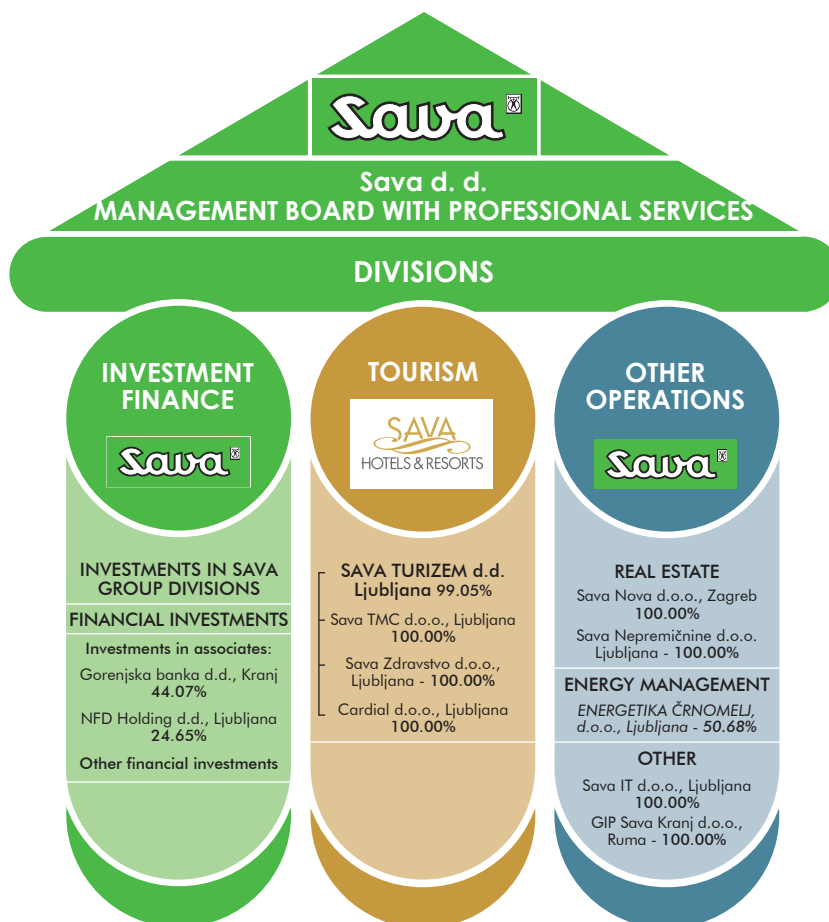 Sava
Sava d. d.
MANAGEMENT BOARD WITH PROFESSIONAL SERVICES
DIVISIONS
INVESTMENT
FINANCE
Sava
INVESTMENTS IN SAVA
GROUP DIVISIONS
FINANCIAL INVESTMENTS
Investments in associates:
Gorenjska banka d.d., Kranj
44.07%
NFD Holding d.d., Ljubljana
24.65%
Other financial investments
TOURISM
SAVA
HOTELS & RESORTS
SAVA TURIZEM d.d.
Ljubljana 99.05%
Sava TMC d.o.o., Ljubljana
100.00%
Sava Zdravstvo d.o.o.,
Ljubljana - 100.00%
Cardial d.o.o., Ljubljana
100.00%
OTHER
OPERATIONS
Sava
REAL ESTATE
Sava Nova d.o.o., Zagreb
100.00%
Sava Nepremičnine d.o.o.
Ljubljana - 100.00%
ENERGY MANAGEMENT
ENERGETIKA ČRNOMELJ,
d.o.o., Ljubljana - 50.68%
OTHER
Sava IT d.o.o., Ljubljana
100.00%
GIP Sava Kranj d.o.o.,
Ruma - 100.00%